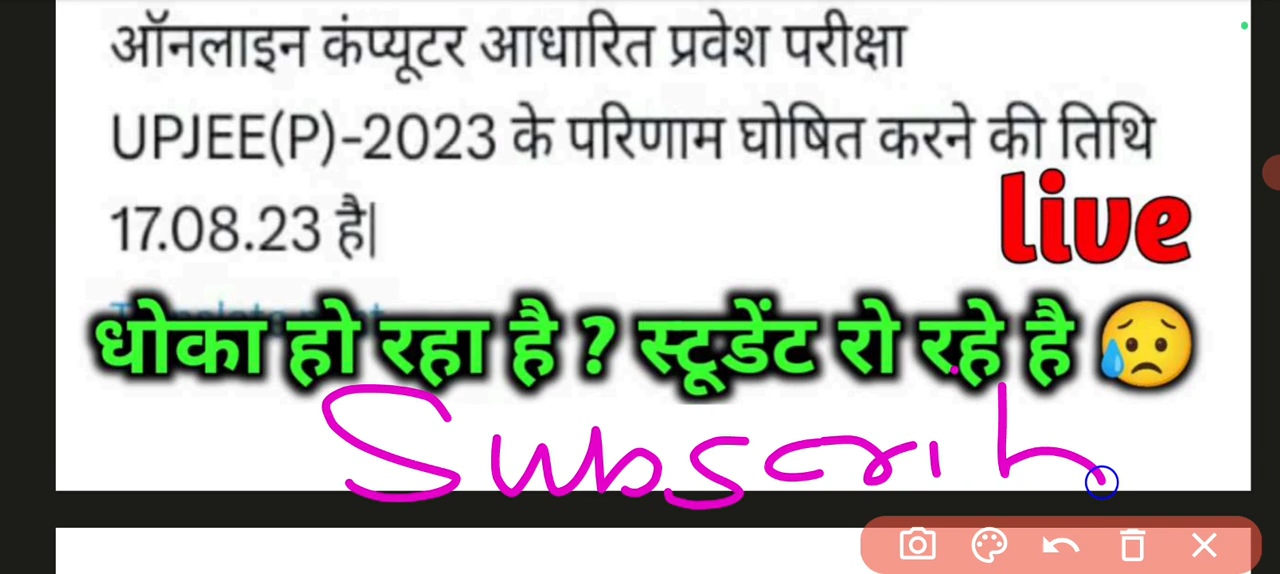 ऑनलाइन कंप्यूटर आधारित प्रवेश परीक्षा
UPJEE(P)-2023 के परिणाम घोषित करने की तिथि
17.08.23 है|
live
धोका हो रहा है ? स्टूडेंट रो रहे है
Subscrib